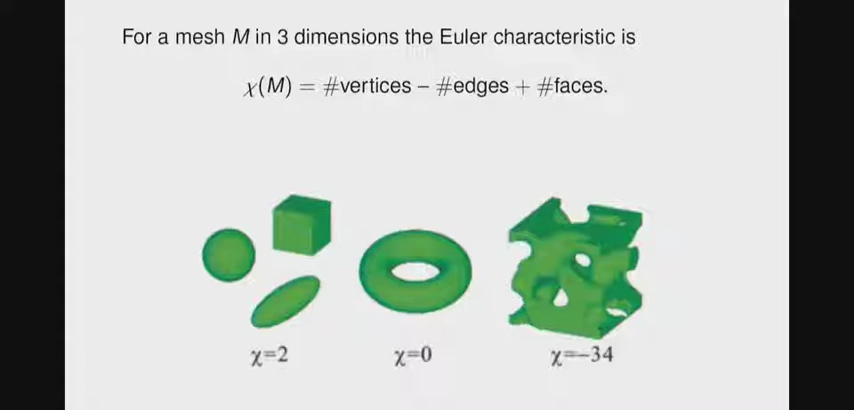 For a mesh M in 3 dimensions the Euler characteristic is
χ(M) = #vertices – #edges + #faces.
χ=2
χ=0
χ=–34